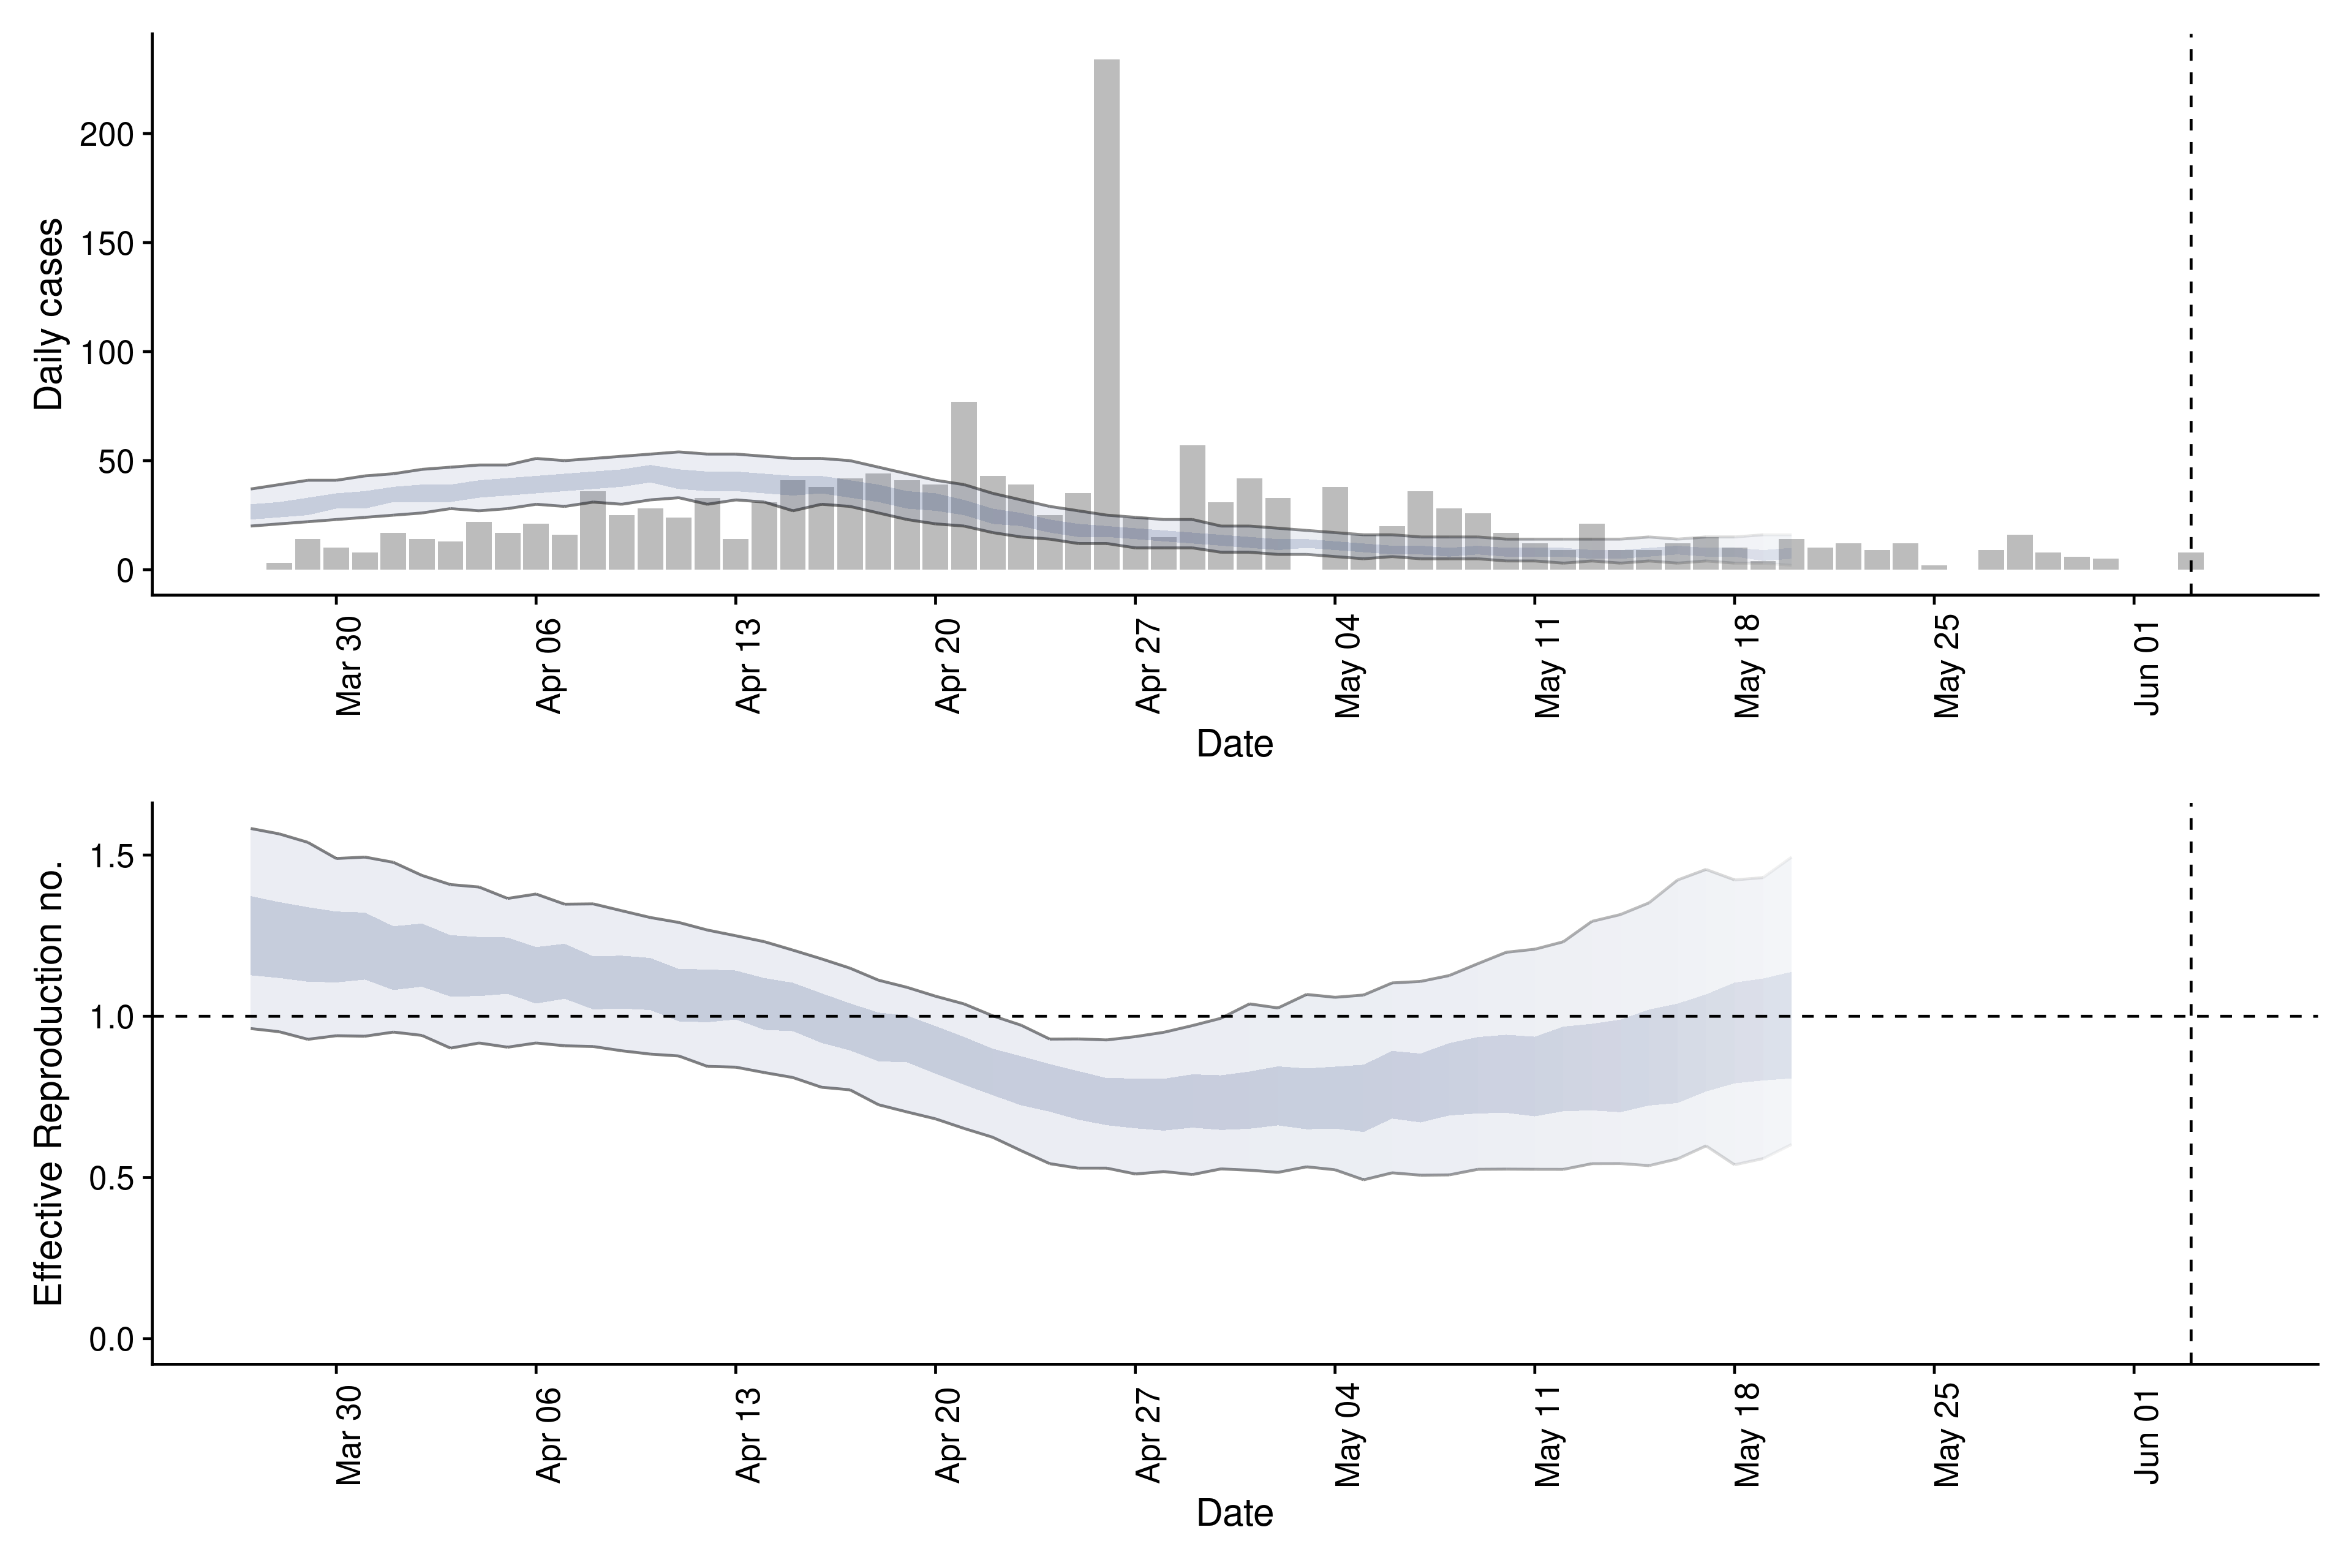 Daily cases
200
150
100
50
0
Mar 30
Apr 06
Apr 13
Apr 20
Apr 27
May 04
May 11
May 18
May 25
Jun 01
Date
Effective Reproduction no.
1.5
1.0
0.5
0.0
Mar 30
Apr 06
Apr 13
Apr 20
Apr 27
May 04
May 11
May 18
May 25
Jun 01
Date